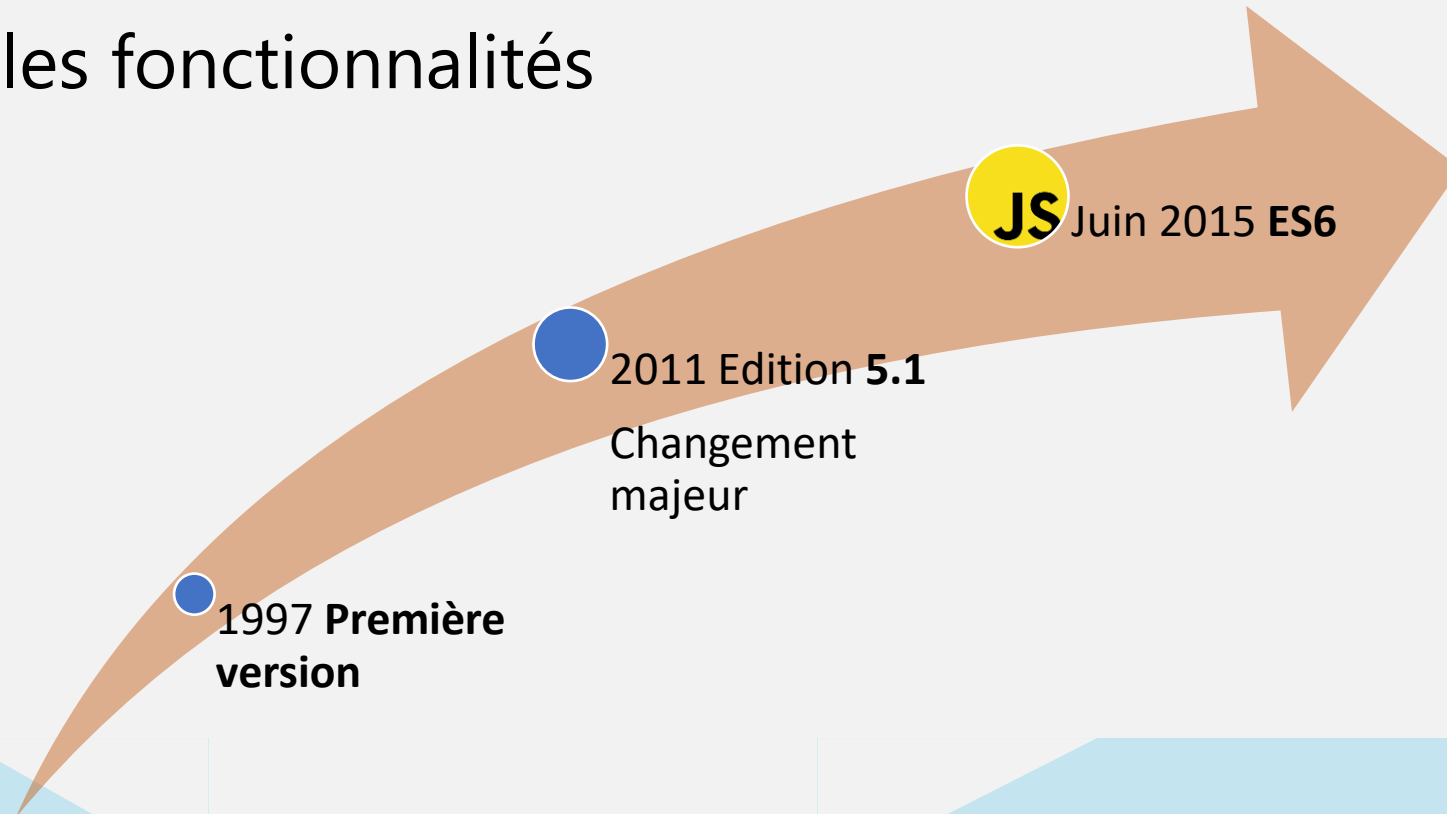 les fonctionnalités
JS Juin 2015 ES6
2011 Edition 5.1
Changement
majeur
1997 Première
version